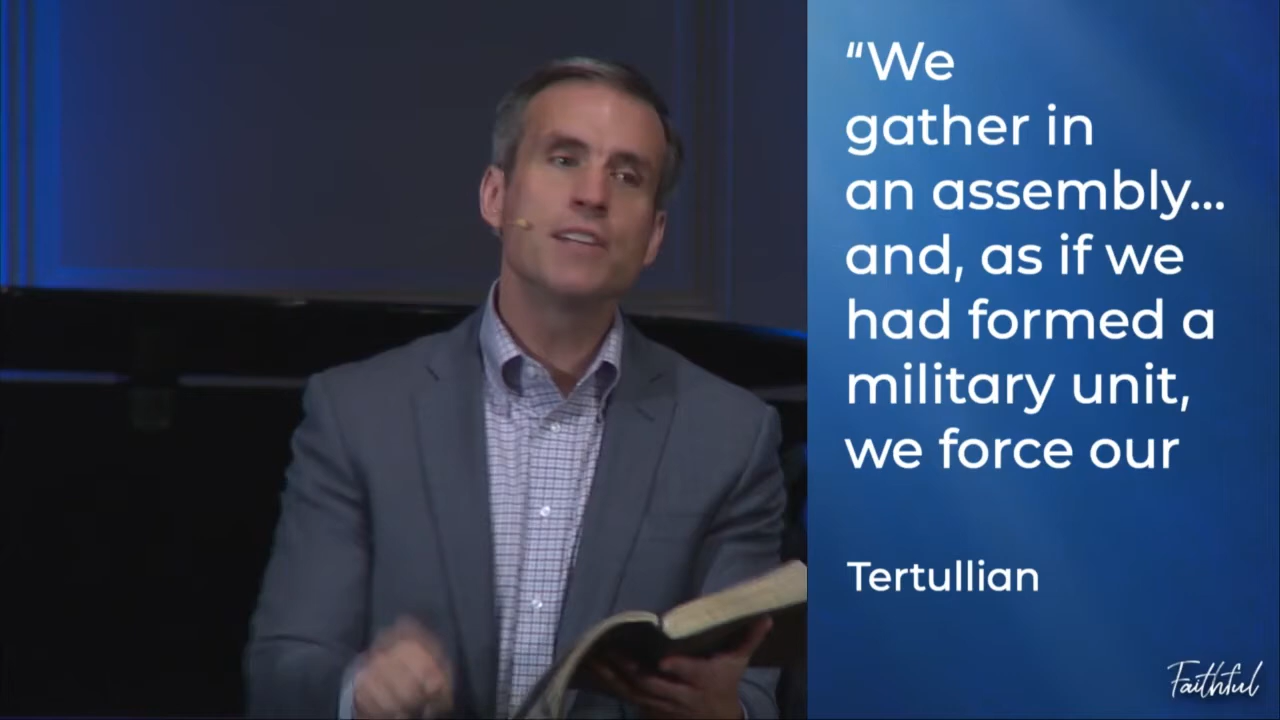 “We
gather in
an assembly...
and, as if we
had formed a
military unit,
we force our
Tertullian
Faithful